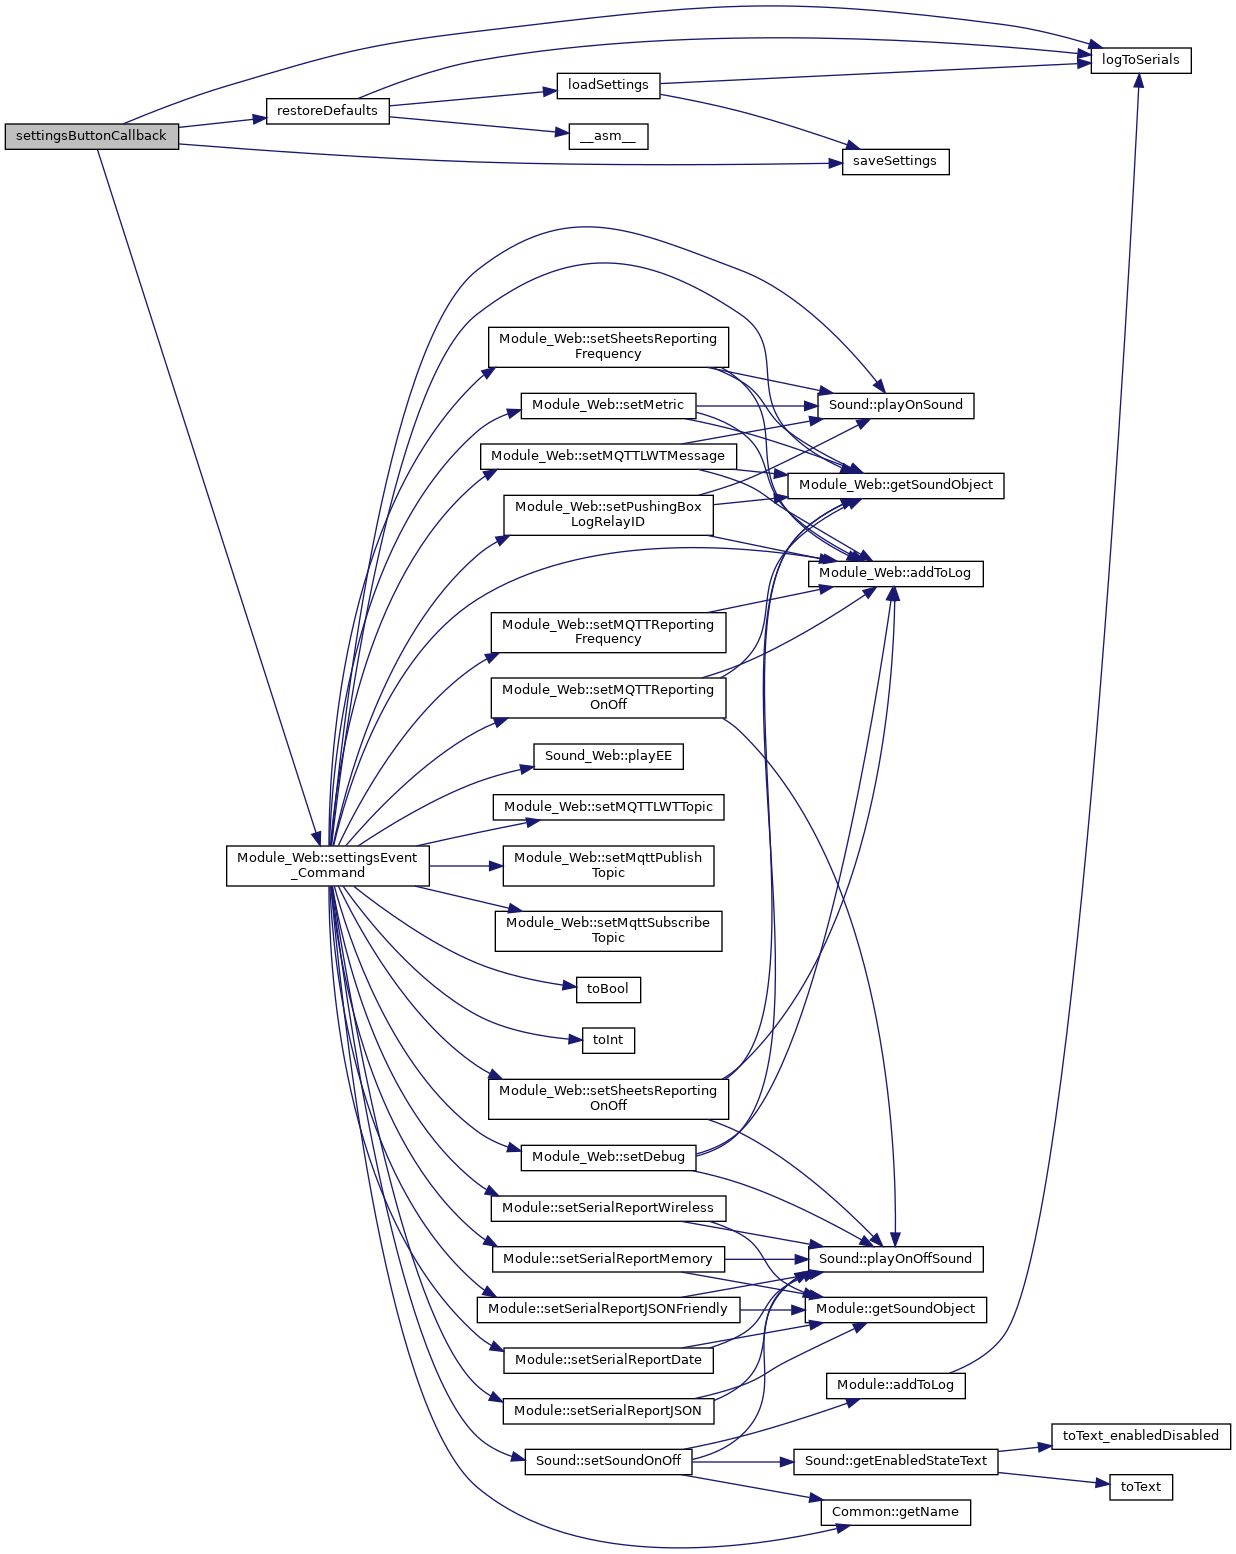 logToSerials
loadSettings
restoreDefaults
settingsButtonCallback
__asm__
saveSettings
Module_Web::setSheetsReporting
Frequency
Sound::playOnSound
Module_Web::setMetric
Module_Web::setMQTTLWTMessage
Module_Web::getSoundObject
Module_Web::setPushingBox
LogRelayID
Module_Web::addToLog
Module_Web::setMQTTReporting
Frequency
Module_Web::setMQTTReporting
OnOff
Sound_Web::playEE
Module_Web::setMQTTLWTTopic
Module_Web::settingsEvent
_Command
Module_Web::setMqttPublish
Topic
Module_Web::setMqttSubscribe
Topic
toBool
toInt
Module_Web::setSheetsReporting
OnOff
Module_Web::setDebug
Module::setSerialReportWireless
Module::setSerialReportMemory
Sound::playOnOffSound
Module::setSerialReportJSONFriendly
Module::getSoundObject
Module::setSerialReportDate
Module::addToLog
Module::setSerialReportJSON
toText_enabledDisabled
Sound::setSoundOnOff
Sound::getEnabledStateText
toText
Common::getName